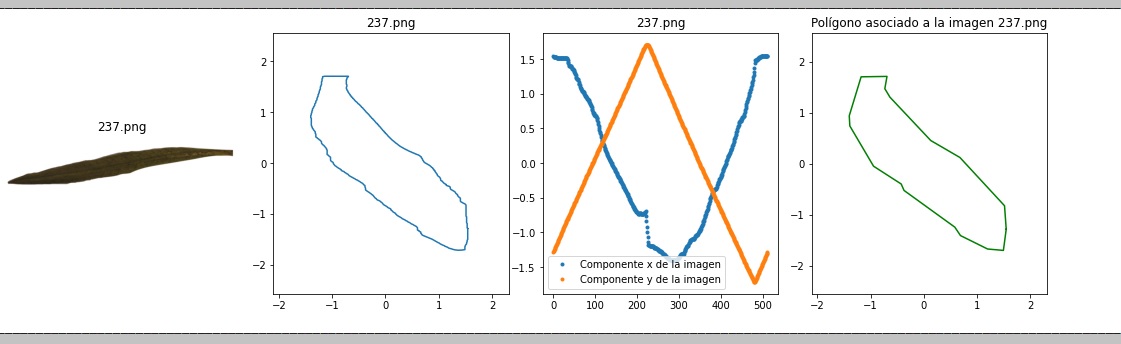 237.png
237.png
2
1
0
−1
−2
−2 −1 0 1 2
237.png
1.5
1.0
0.5
0.0
−0.5
−1.0
−1.5
Componente x de la imagen
Componente y de la imagen
0 100 200 300 400 500
Polígono asociado a la imagen 237.png
2
1
0
−1
−2
−2 −1 0 1 2